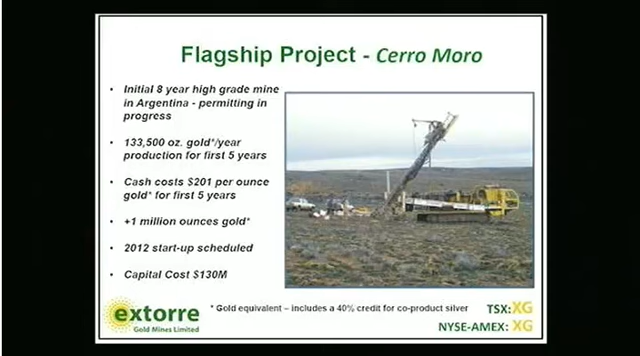 Flagship Project - Cerro Moro
• Initial 8 year high grade mine
in Argentina - permitting in
progress
• 133,500 oz. gold*/year
production for first 5 years
• Cash costs $201 per ounce
gold* for first 5 years
• +1 million ounces gold*
• 2012 start-up scheduled
• Capital Cost $130M
* Gold equivalent – includes a 40% credit for co-product silver
extorre
Gold Mines Limited
TSX:XG
NYSE-AMEX: XG